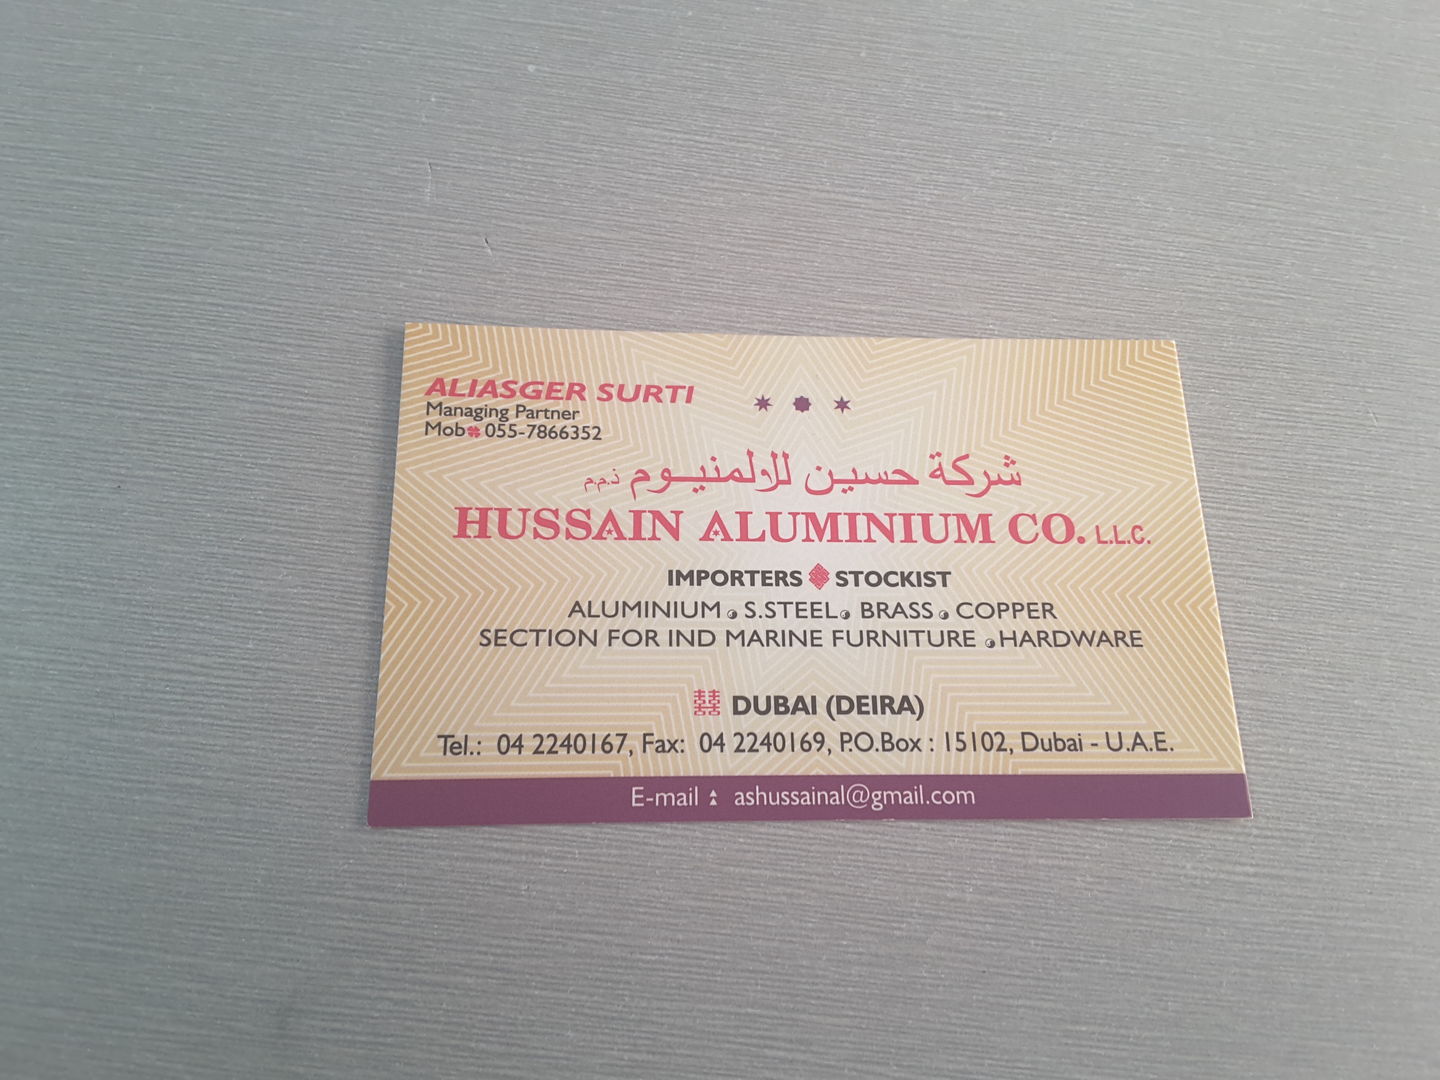 ALIASGER SURTI
Managing Partner
Mob 055-7866352
شركة حسين للاولمنيوم ذ.م.م
HUSSAIN ALUMINIUM CO. L.L.C.
IMPORTERS STOCKIST
ALUMINIUM S.STEEL BRASS COPPER
SECTION FOR IND MARINE FURNITURE HARDWARE
囍 DUBAI (DEIRA)
Tel.: 04 2240167, Fax: 04 2240169, P.O.Box : 15102, Dubai - U.A.E.
E-mail : ashussainal@gmail.com